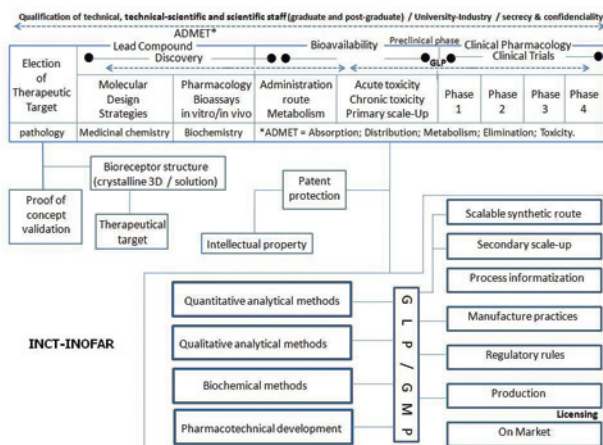 Qualification of technical, technical-scientific and scientific staff (graduate and post-graduate) / University-Industry / secrecy & confidenciality
ADMET*
Election
of
Therapeutic
Target
Lead Compound
Discovery
Bioavailability
Preclinical phase
GLP
Clinical Pharmacology
Clinical Trials
Molecular
Design
Strategies
Pharmacology
Bioassays
in vitro/in vivo
Administration
route
Metabolism
Acute toxicity
Chronic toxicity
Primary scale-Up
Phase
1
Phase
2
Phase
3
Phase
4
pathology
Medicinal chemistry
Biochemistry
*ADMET = Absorption; Distribution; Metabolism; Elimination; Toxicity.
Bioreceptor structure
(crystalline 3D / solution)
Proof of
concept
validation
Therapeutical
target
Patent
protection
Intellectual property
INCT-INOFAR
Quantitative analytical methods
Qualitative analytical methods
Biochemical methods
Pharmacotechnical development
GLP/GMP
Scalable synthetic route
Secondary scale-up
Process informatization
Manufacture practices
Regulatory rules
Production
Licensing
On Market